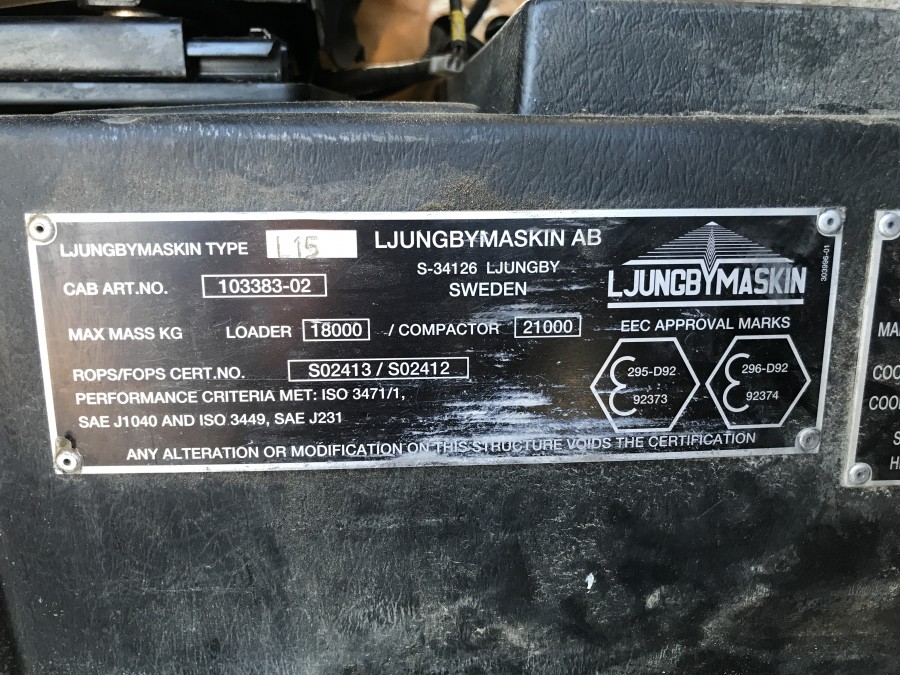 LJUNGBYMASKIN TYPE L15
LJUNGBYMASKIN AB
S-34126 LJUNGBY
SWEDEN
LJUNGBYMASKIN
303996-01
CAB ART.NO. 103383-02
MAX MASS KG LOADER 18000 / COMPACTOR 21000
EEC APPROVAL MARKS
ROPS/FOPS CERT.NO. S02413 / S02412
295-D92
92373
296-D92
92374
PERFORMANCE CRITERIA MET: ISO 3471/1,
SAE J1040 AND ISO 3449, SAE J231
ANY ALTERATION OR MODIFICATION ON THIS STRUCTURE VOIDS THE CERTIFICATION